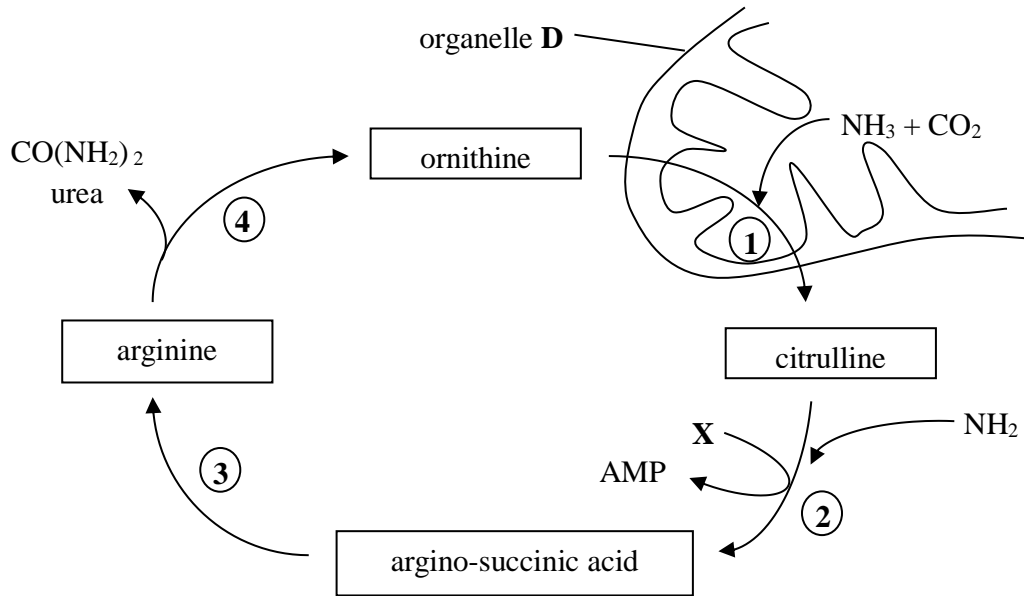 organelle D
NH₃ + CO₂
CO(NH₂)₂
urea
ornithine
4
1
arginine
citrulline
X
NH₂
AMP
3
2
argino-succinic acid